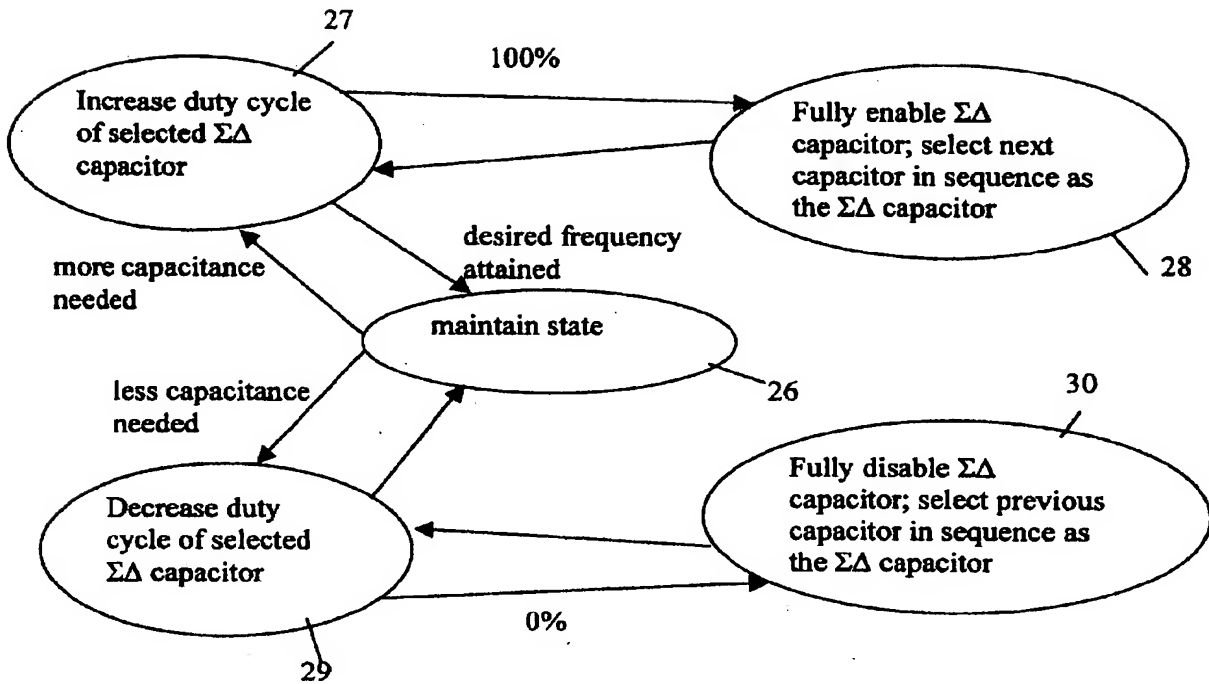 27
100%
Increase duty cycle
of selected ΣΔ
capacitor
Fully enable ΣΔ
capacitor; select next
capacitor in sequence as
the ΣΔ capacitor
28
desired frequency
attained
more capacitance
needed
maintain state
26
less capacitance
needed
30
Decrease duty
cycle of selected
ΣΔ capacitor
Fully disable ΣΔ
capacitor; select previous
capacitor in sequence as
the ΣΔ capacitor
0%
29